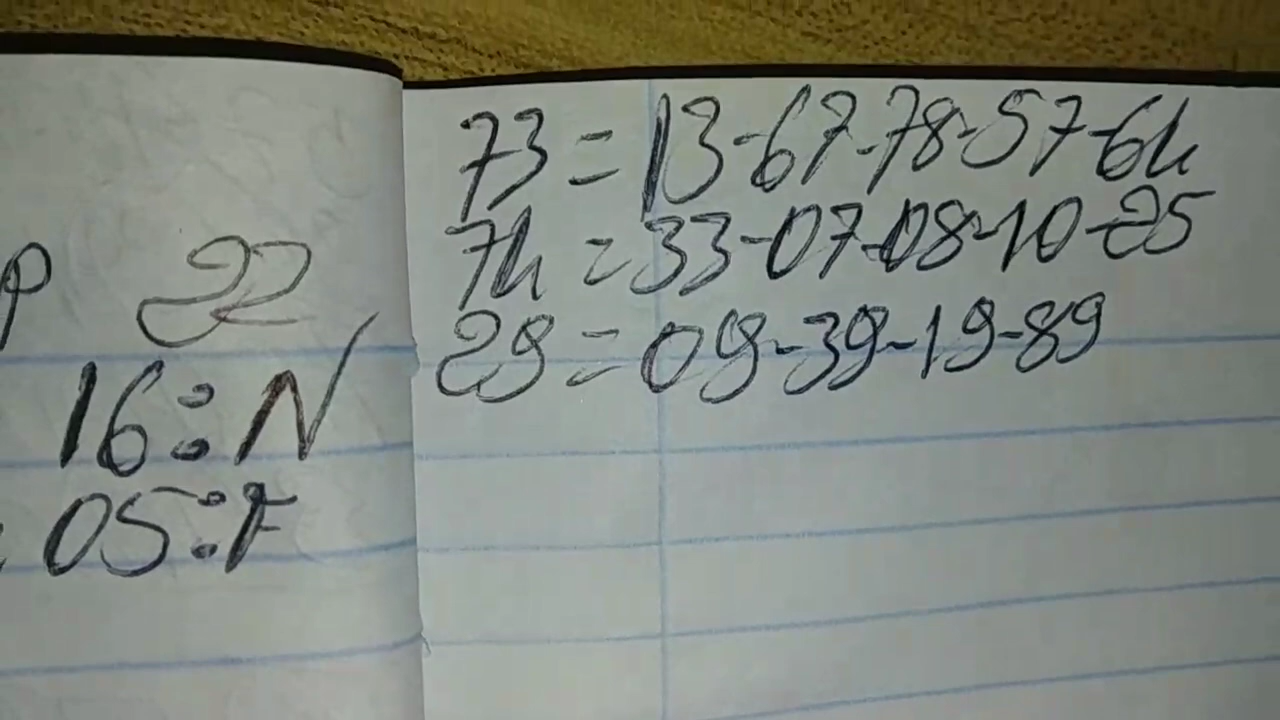 P 22
16:N
: 05:F
73=13-67-78-57-64
74=33-07-08-10-25
29=09-39-19-89